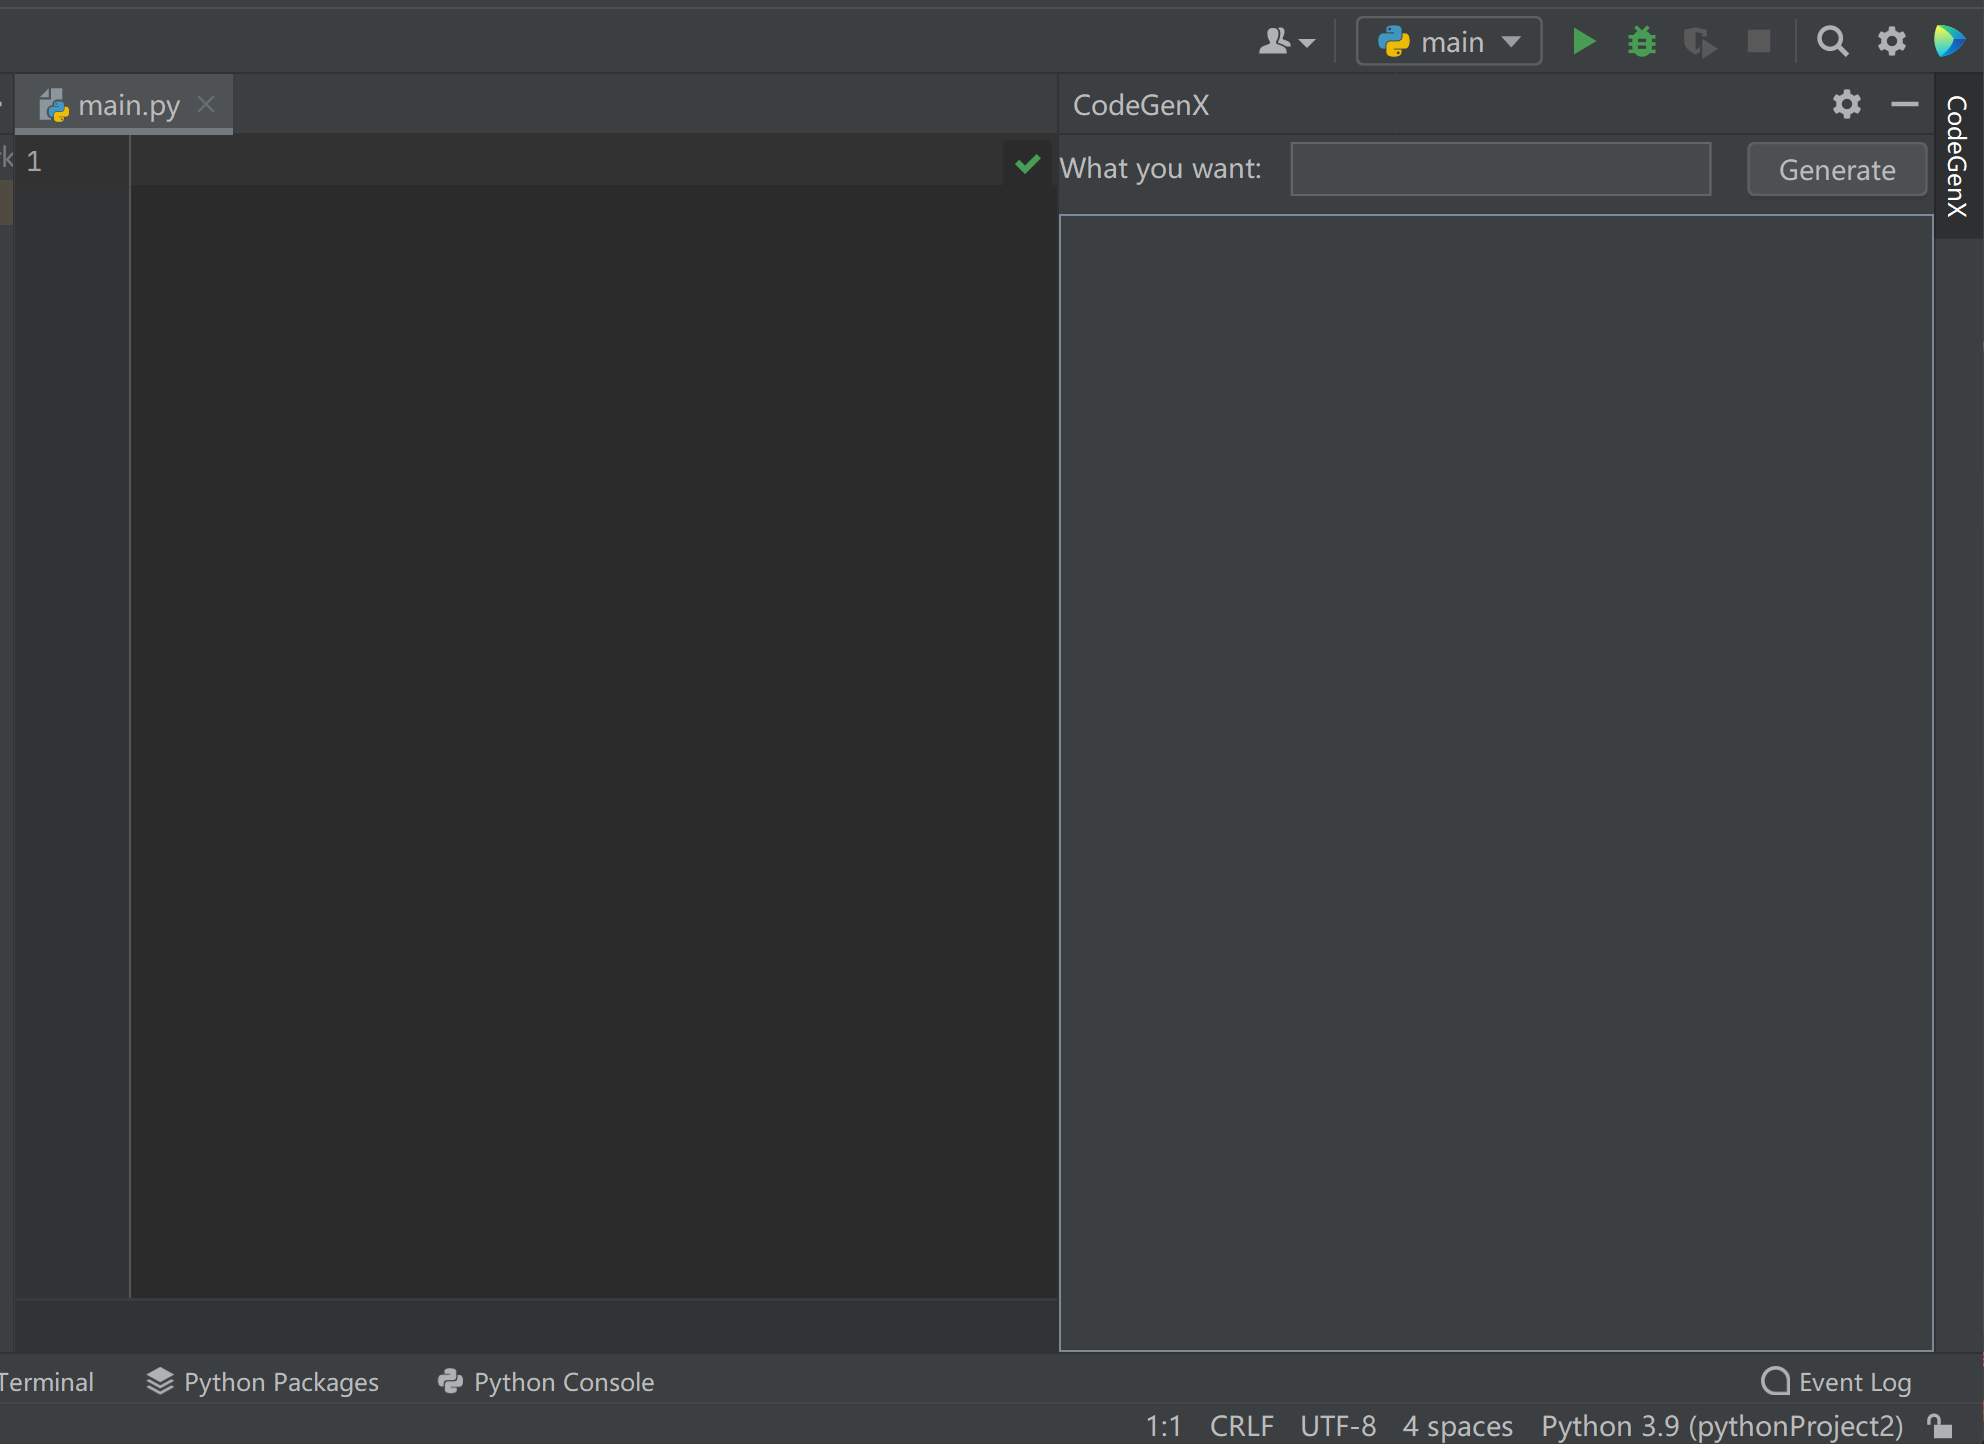 main
main.py
CodeGenX
CodeGenX
1
What you want:
Generate
Terminal
Python Packages
Python Console
Event Log
1:1 CRLF UTF-8 4 spaces Python 3.9 (pythonProject2)